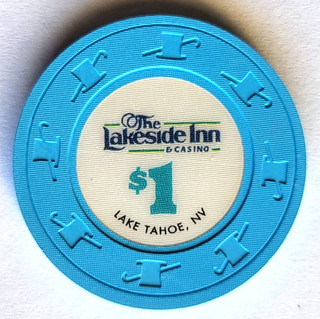 The
Lakeside Inn
& CASINO
$1
LAKE TAHOE, NV